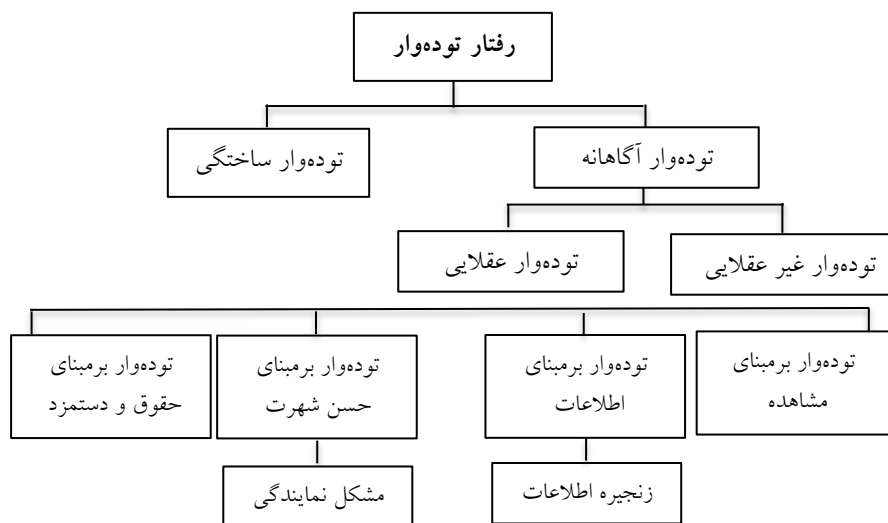 رفتار توده‌وار
توده‌وار آگاهانه
توده‌وار ساختگی
توده‌وار غیر عقلایی
توده‌وار عقلایی
توده‌وار برمبنای
مشاهده
توده‌وار برمبنای
اطلاعات
توده‌وار برمبنای
حسن شهرت
توده‌وار برمبنای
حقوق و دستمزد
زنجیره اطلاعات
مشکل نمایندگی